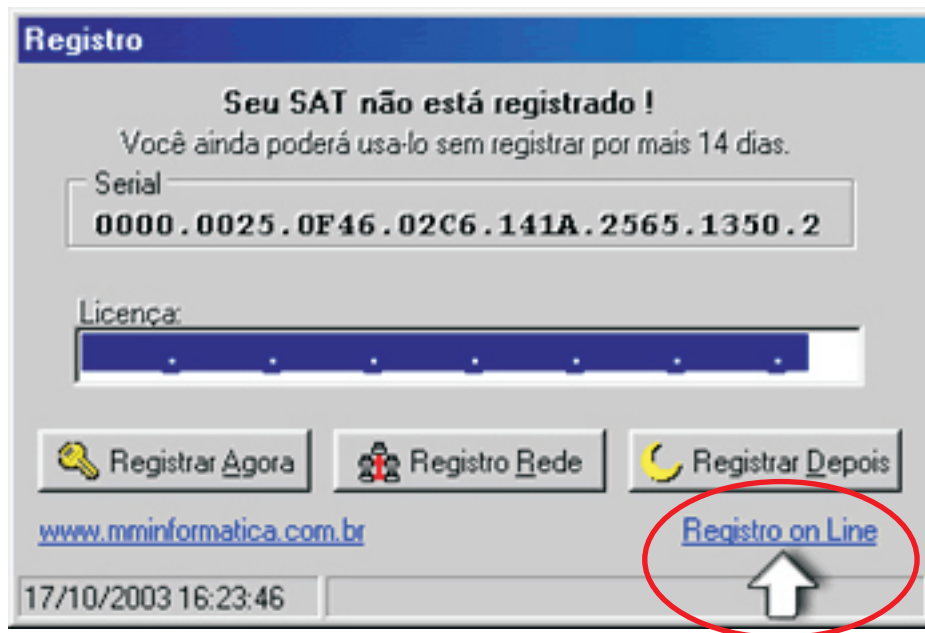 Registro
Seu SAT não está registrado !
Você ainda poderá usa-lo sem registrar por mais 14 dias.
Serial
0000.0025.0F46.02C6.141A.2565.1350.2
Licença:
. . . . . . .
Registrar Agora Registro Rede Registrar Depois
www.mminformatica.com.br Registro on Line
17/10/2003 16:23:46